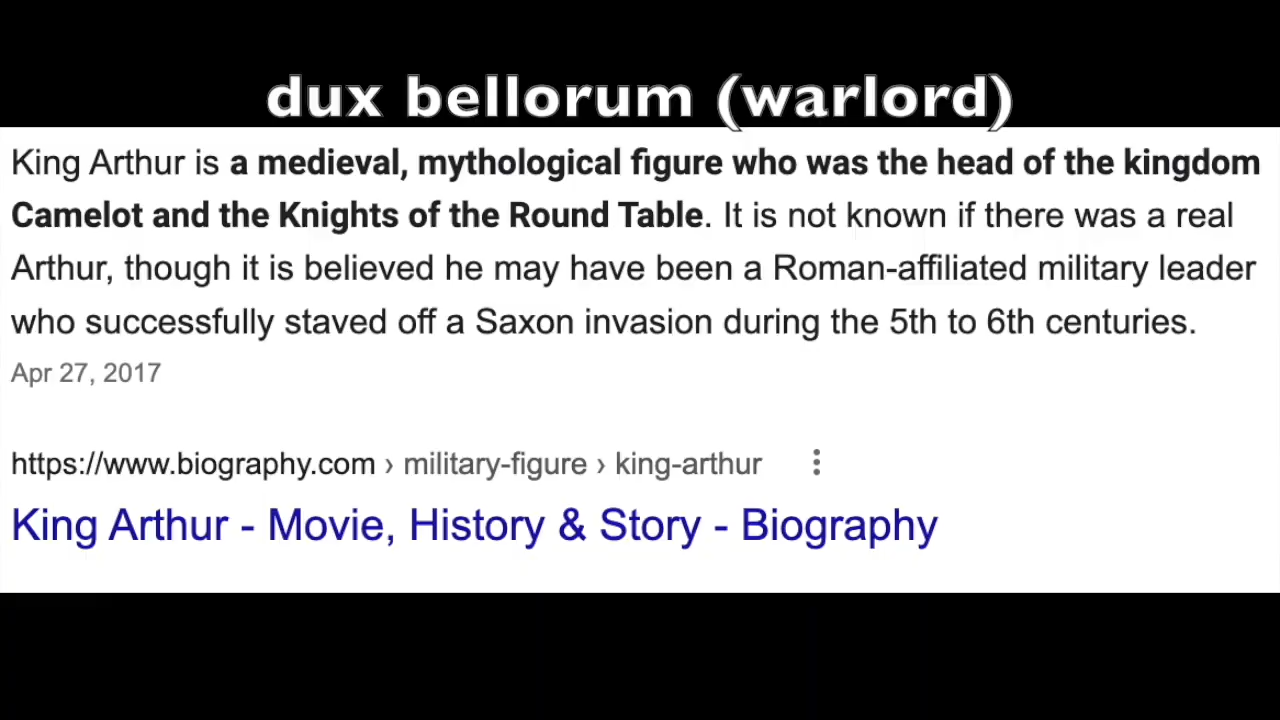 dux bellorum (warlord)
King Arthur is a medieval, mythological figure who was the head of the kingdom
Camelot and the Knights of the Round Table. It is not known if there was a real
Arthur, though it is believed he may have been a Roman-affiliated military leader
who successfully staved off a Saxon invasion during the 5th to 6th centuries.
Apr 27, 2017
https://www.biography.com › military-figure › king-arthur
King Arthur - Movie, History & Story - Biography